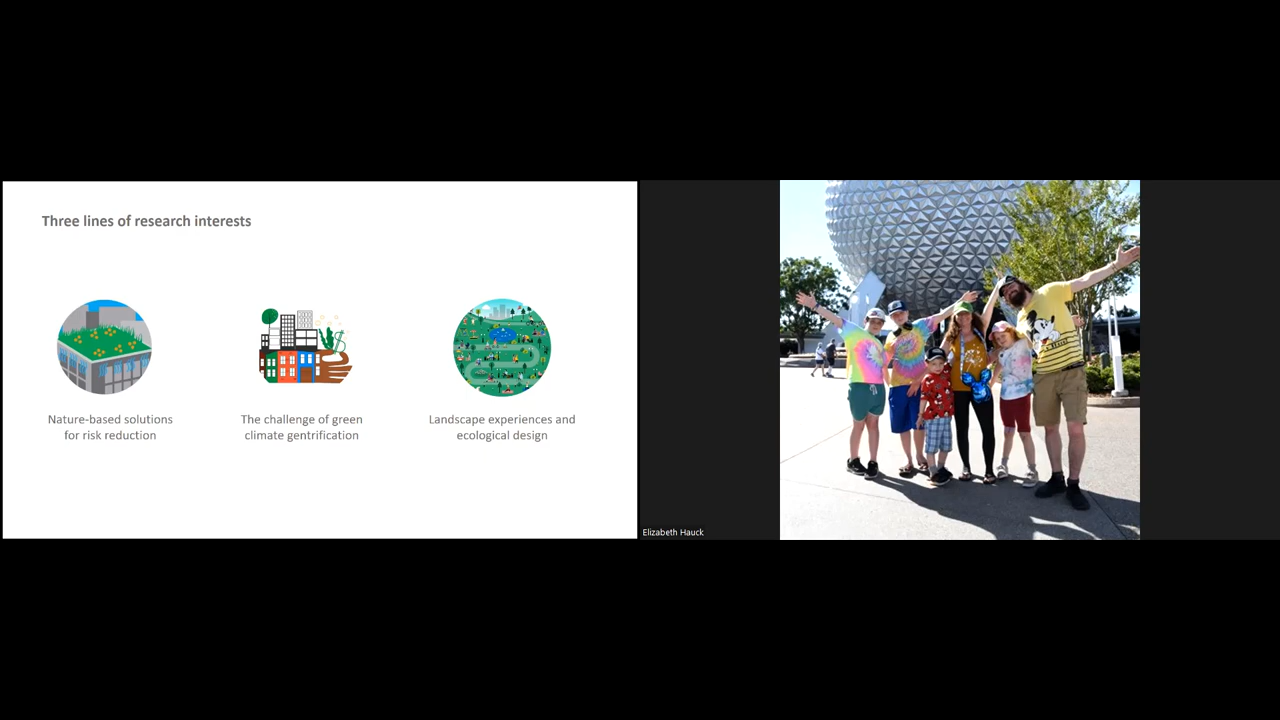 Three lines of research interests
Nature-based solutions
for risk reduction
The challenge of green
climate gentrification
Landscape experiences and
ecological design
Elizabeth Hauck